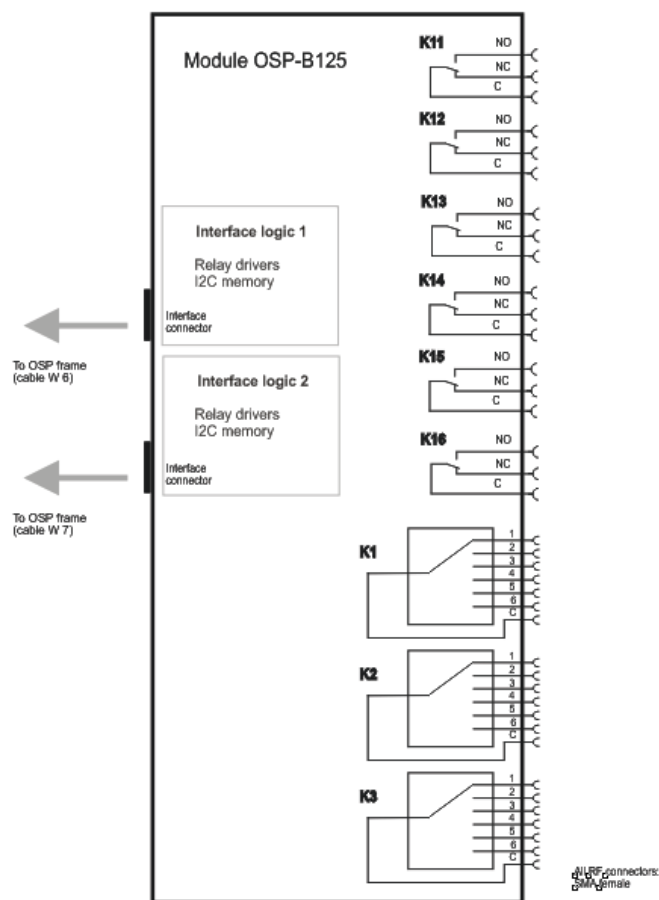 Module OSP-B125
K11
NO
NC
C
K12
NO
NC
C
K13
NO
NC
C
Interface logic 1
Relay drivers
I2C memory
Interface
connector
K14
NO
NC
C
To OSP frame
(cable W 6)
K15
NO
NC
C
Interface logic 2
Relay drivers
I2C memory
Interface
connector
K16
NO
NC
C
To OSP frame
(cable W 7)
K1
1
2
3
4
5
6
C
K2
1
2
3
4
5
6
C
K3
1
2
3
4
5
6
C
All RF connectors:
SMA female